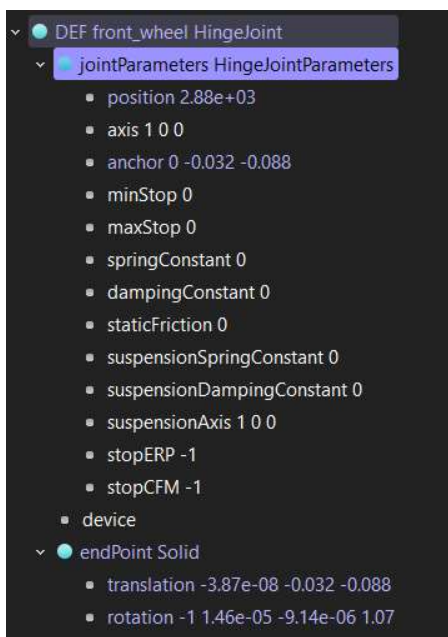 DEF front_wheel HingeJoint
jointParameters HingeJointParameters
position 2.88e+03
axis 1 0 0
anchor 0 -0.032 -0.088
minStop 0
maxStop 0
springConstant 0
dampingConstant 0
staticFriction 0
suspensionSpringConstant 0
suspensionDampingConstant 0
suspensionAxis 1 0 0
stopERP -1
stopCFM -1
device
endPoint Solid
translation -3.87e-08 -0.032 -0.088
rotation -1 1.46e-05 -9.14e-06 1.07